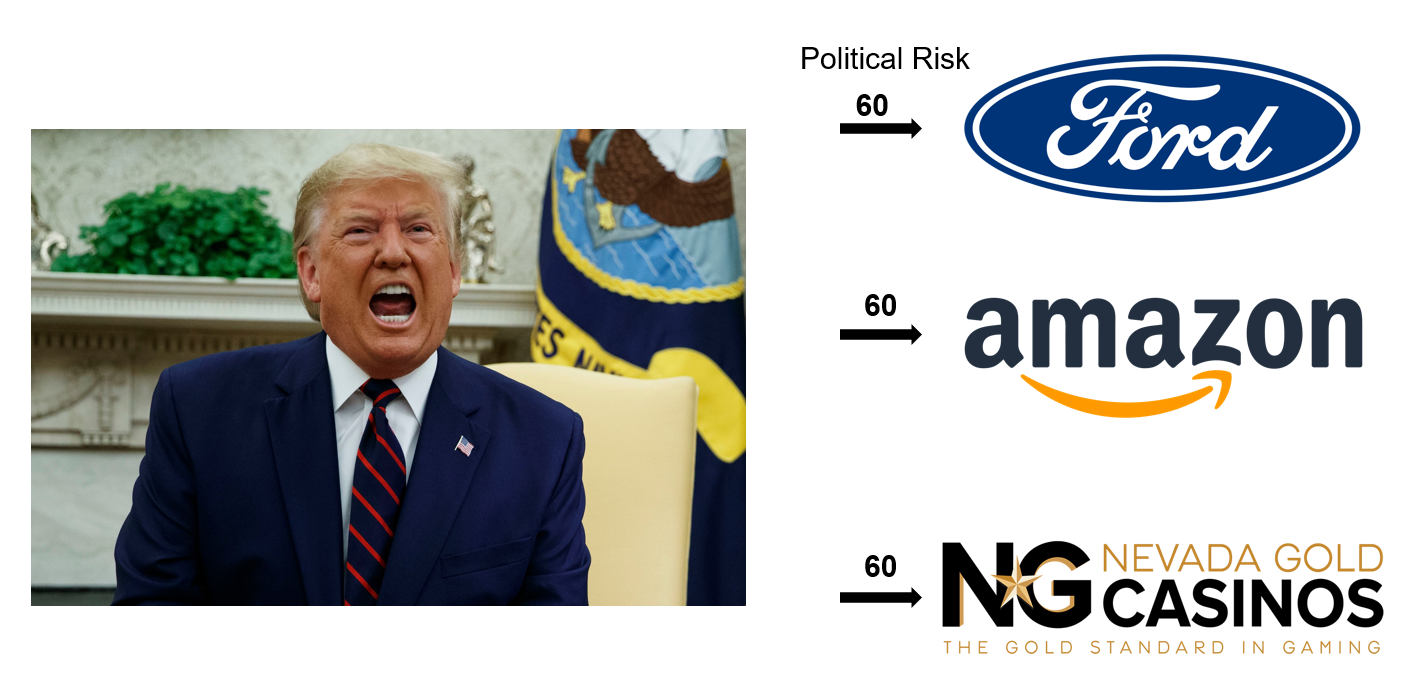 Political Risk
60
Ford
60
amazon
60
NG NEVADA GOLD
CASINOS
THE GOLD STANDARD IN GAMING